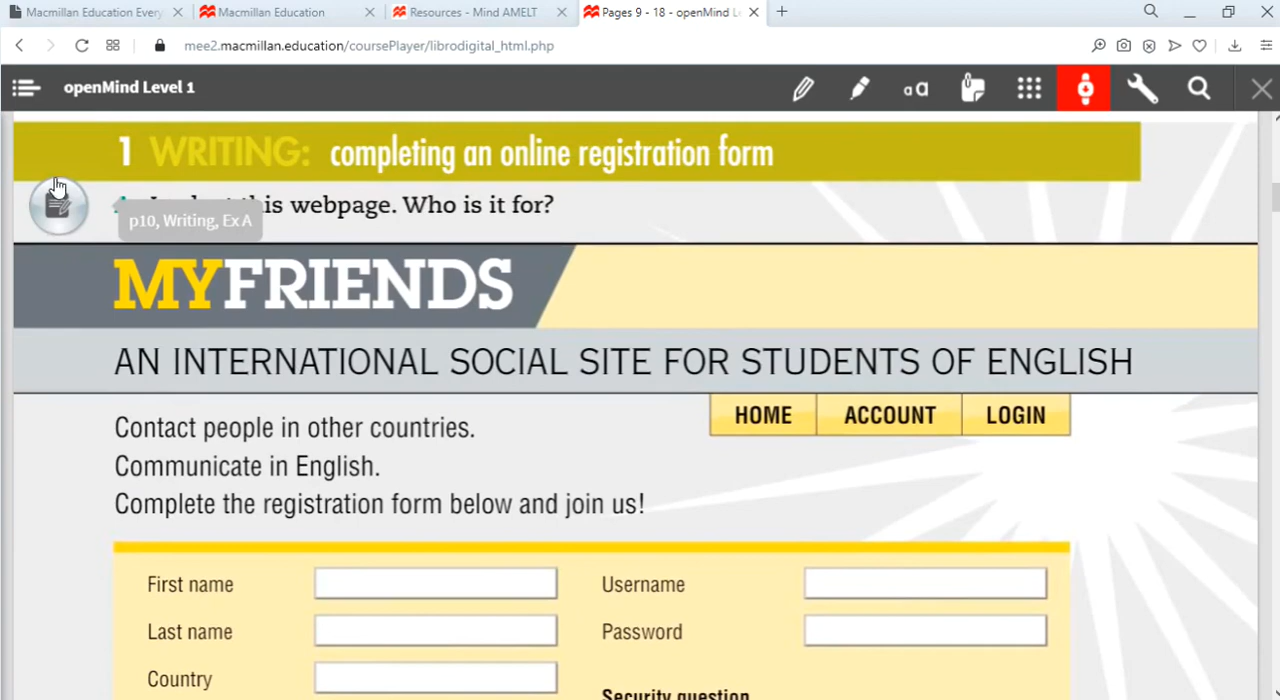 Macmillan Education Every
Macmillan Education
Resources - Mind AMELT
Pages 9 - 18 - openMind Le
mee2.macmillan.education/coursePlayer/librodigital_html.php
openMind Level 1
aa
1 WRITING: completing an online registration form
this webpage. Who is it for?
p10, Writing, Ex A
MYFRIENDS
AN INTERNATIONAL SOCIAL SITE FOR STUDENTS OF ENGLISH
HOME ACCOUNT LOGIN
Contact people in other countries.
Communicate in English.
Complete the registration form below and join us!
First name
Username
Last name
Password
Country
Security question